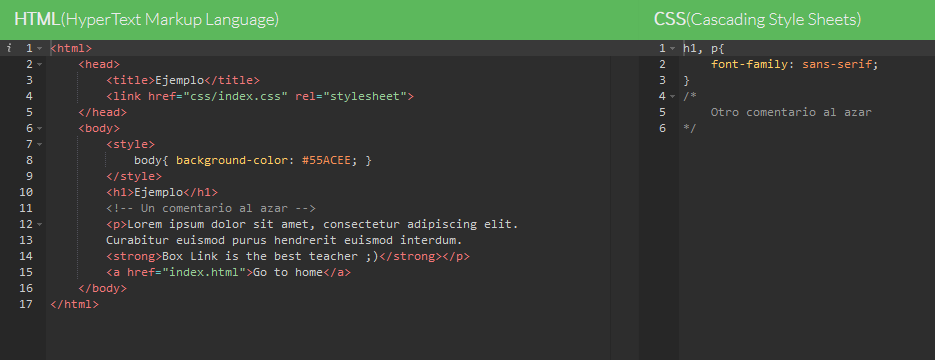 HTML(HyperText Markup Language)
CSS(Cascading Style Sheets)
i 1 <html>
2 <head>
3 <title>Ejemplo</title>
4 <link href="css/index.css" rel="stylesheet">
5 </head>
6 <body>
7 <style>
8 body{ background-color: #55ACEE; }
9 </style>
10 <h1>Ejemplo</h1>
11 <!-- Un comentario al azar -->
12 <p>Lorem ipsum dolor sit amet, consectetur adipiscing elit.
13 Curabitur euismod purus hendrerit euismod interdum.
14 <strong>Box Link is the best teacher ;)</strong></p>
15 <a href="index.html">Go to home</a>
16 </body>
17 </html>
1 h1, p{
2 font-family: sans-serif;
3 }
4 /*
5 Otro comentario al azar
6 */